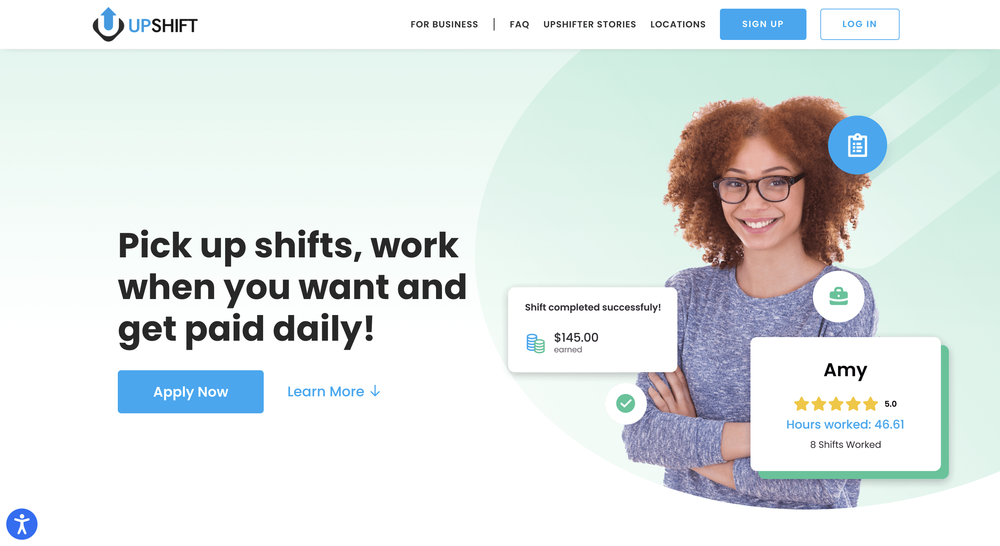 UPSHIFT
FOR BUSINESS
FAQ
UPSHIFTER STORIES
LOCATIONS
SIGN UP
LOG IN
Pick up shifts, work
when you want and
get paid daily!
Apply Now
Learn More ↓
Shift completed successfuly!
$145.00
earned
Amy
5.0
Hours worked: 46.61
8 Shifts Worked